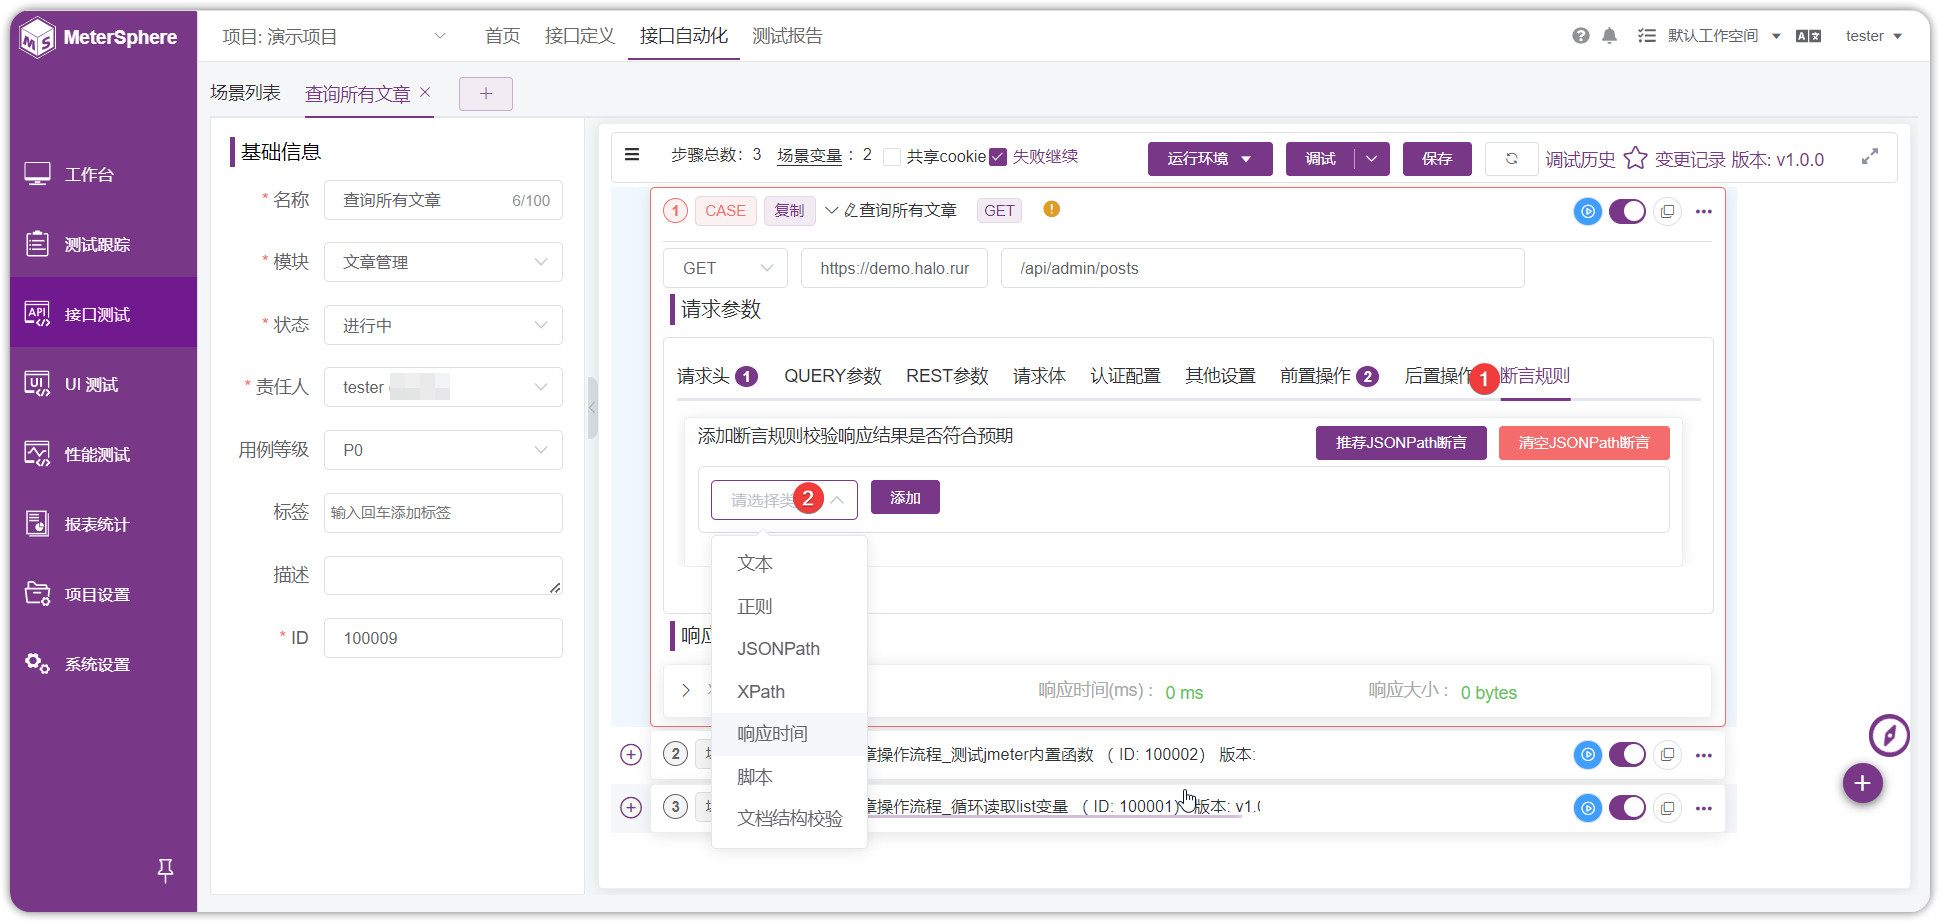 MeterSphere
项目: 演示项目
首页
接口定义
接口自动化
测试报告
默认工作空间
tester
工作台
测试跟踪
接口测试
UI 测试
性能测试
报表统计
项目设置
系统设置
场景列表
查询所有文章
+
基础信息
* 名称
查询所有文章
6/100
* 模块
文章管理
* 状态
进行中
* 责任人
tester
用例等级
P0
标签
输入回车添加标签
描述
* ID
100009
步骤总数： 3
场景变量 ： 2
共享cookie
失败继续
运行环境
调试
保存
调试历史
变更记录
版本: v1.0.0
1
CASE
复制
查询所有文章
GET
GET
https://demo.halo.rur
/api/admin/posts
请求参数
请求头 1
QUERY参数
REST参数
请求体
认证配置
其他设置
前置操作 2
后置操作
1
断言规则
添加断言规则校验响应结果是否符合预期
推荐JSONPath断言
清空JSONPath断言
请选择类
2
添加
文本
正则
JSONPath
XPath
响应时间
脚本
文档结构校验
响应时间(ms)： 0 ms
响应大小： 0 bytes
2
操作流程_测试jmeter内置函数 （ ID: 100002） 版本:
3
操作流程_循环读取list变量 （ ID: 100001） 版本: v1.0